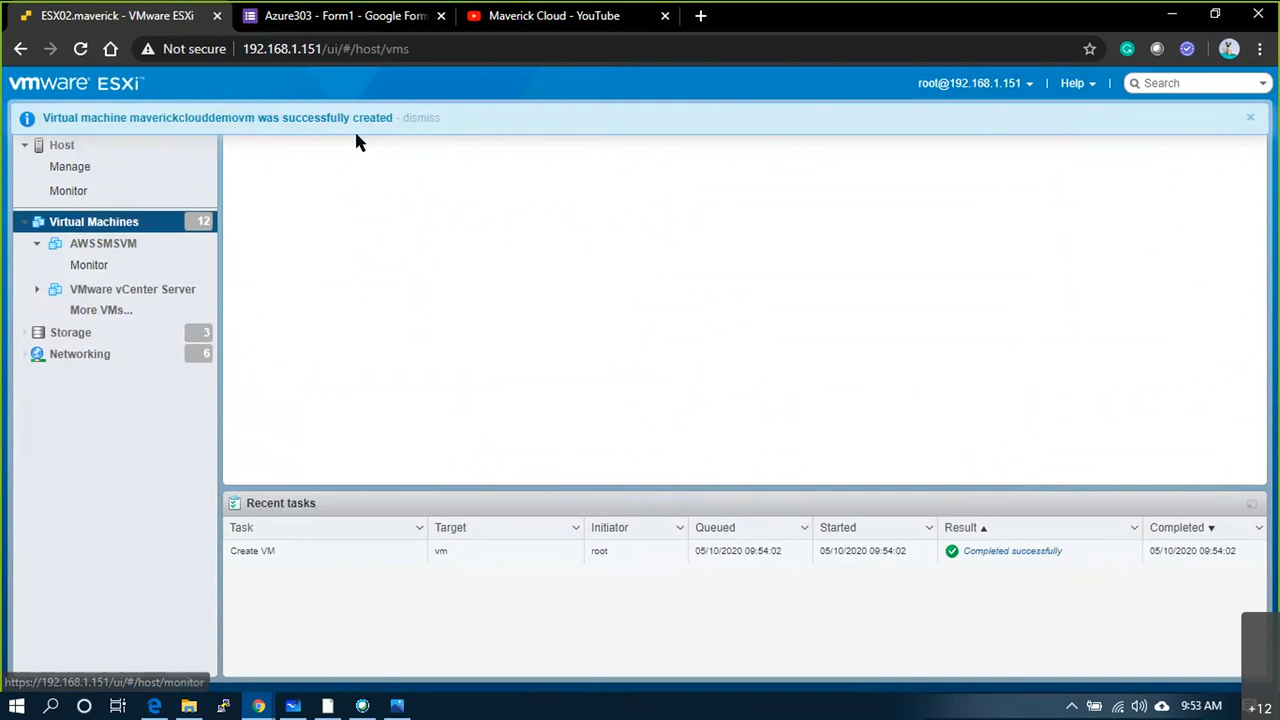 ESX02.maverick - VMware ESXi
Azure303 - Form1 - Google Form
Maverick Cloud - YouTube
Not secure
192.168.1.151/ui/#/host/vms
vmware ESXi™
root@192.168.1.151
Help
Search
Virtual machine maverickclouddemovm was successfully created - dismiss
Host
Manage
Monitor
Virtual Machines 12
AWSSMSVM
Monitor
VMware vCenter Server
More VMs...
Storage 3
Networking 6
Recent tasks
Task Target Initiator Queued Started Result Completed
Create VM vm root 05/10/2020 09:54:02 05/10/2020 09:54:02 Completed successfully 05/10/2020 09:54:02
https://192.168.1.151/ui/#/host/monitor
9:53 AM
+12